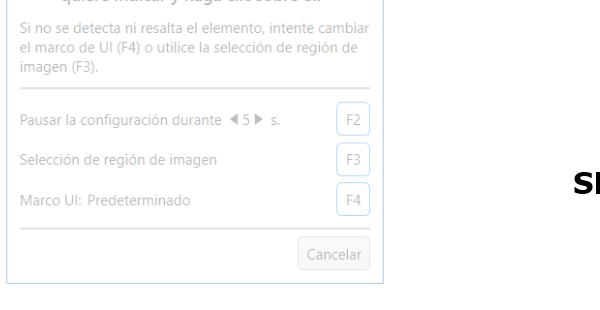 Si no se detecta ni resalta el elemento, intente cambiar
el marco de UI (F4) o utilice la selección de región de
imagen (F3).
Pausar la configuración durante ◀ 5 ▶ s. F2
Selección de región de imagen F3
Marco UI: Predeterminado F4
Cancelar